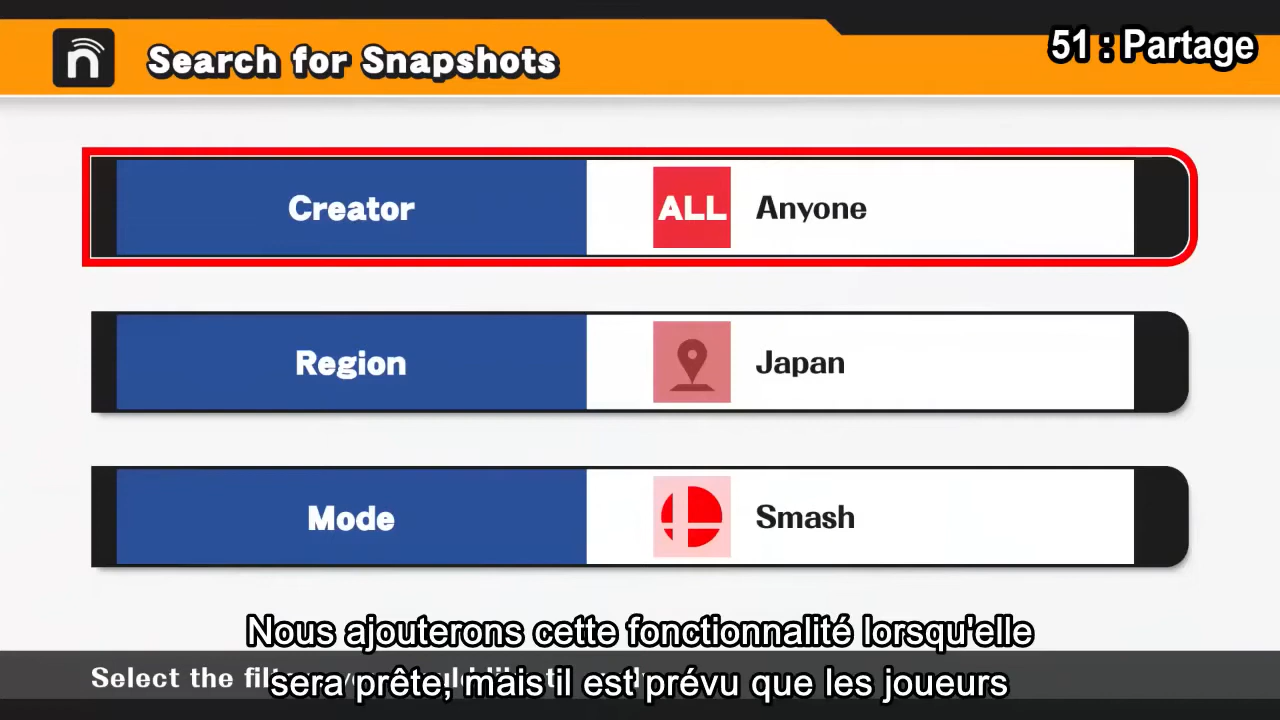 Search for Snapshots
51 : Partage
Creator
ALL Anyone
Region
Japan
Mode
Smash
Nous ajouterons cette fonctionnalité lorsqu'elle
Select the
sera prête, mais il est prévu que les joueurs